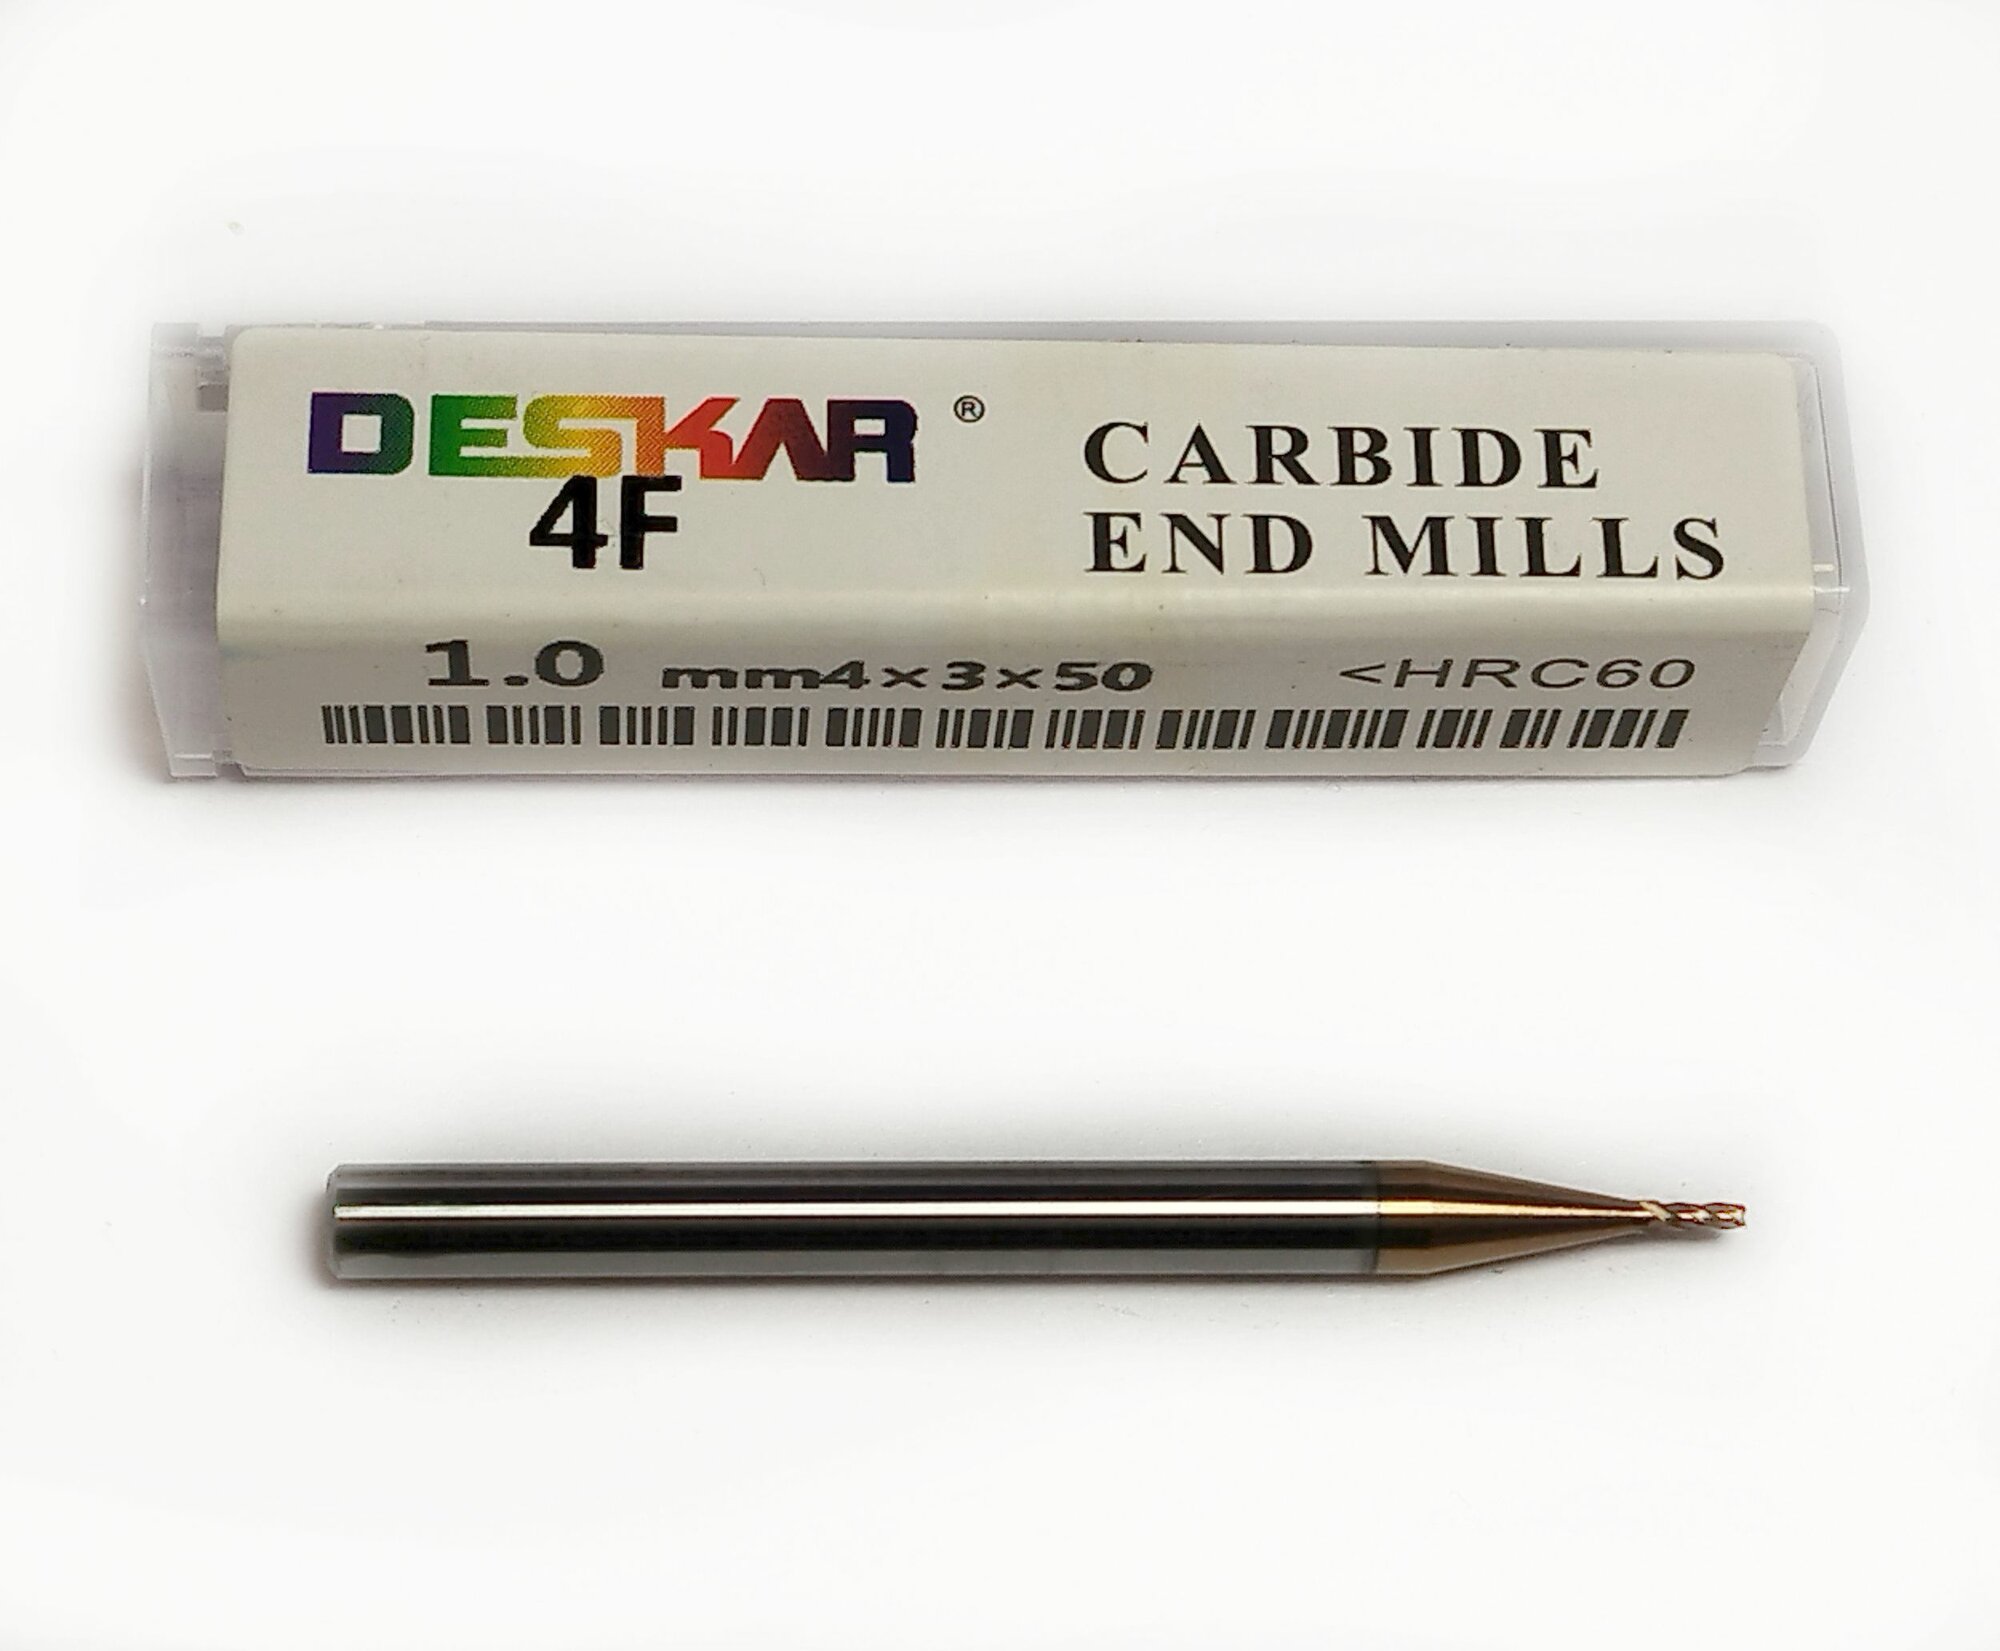 DESKAR ®
4F
CARBIDE
END MILLS
1.0 mm4×3×50 <HRC60